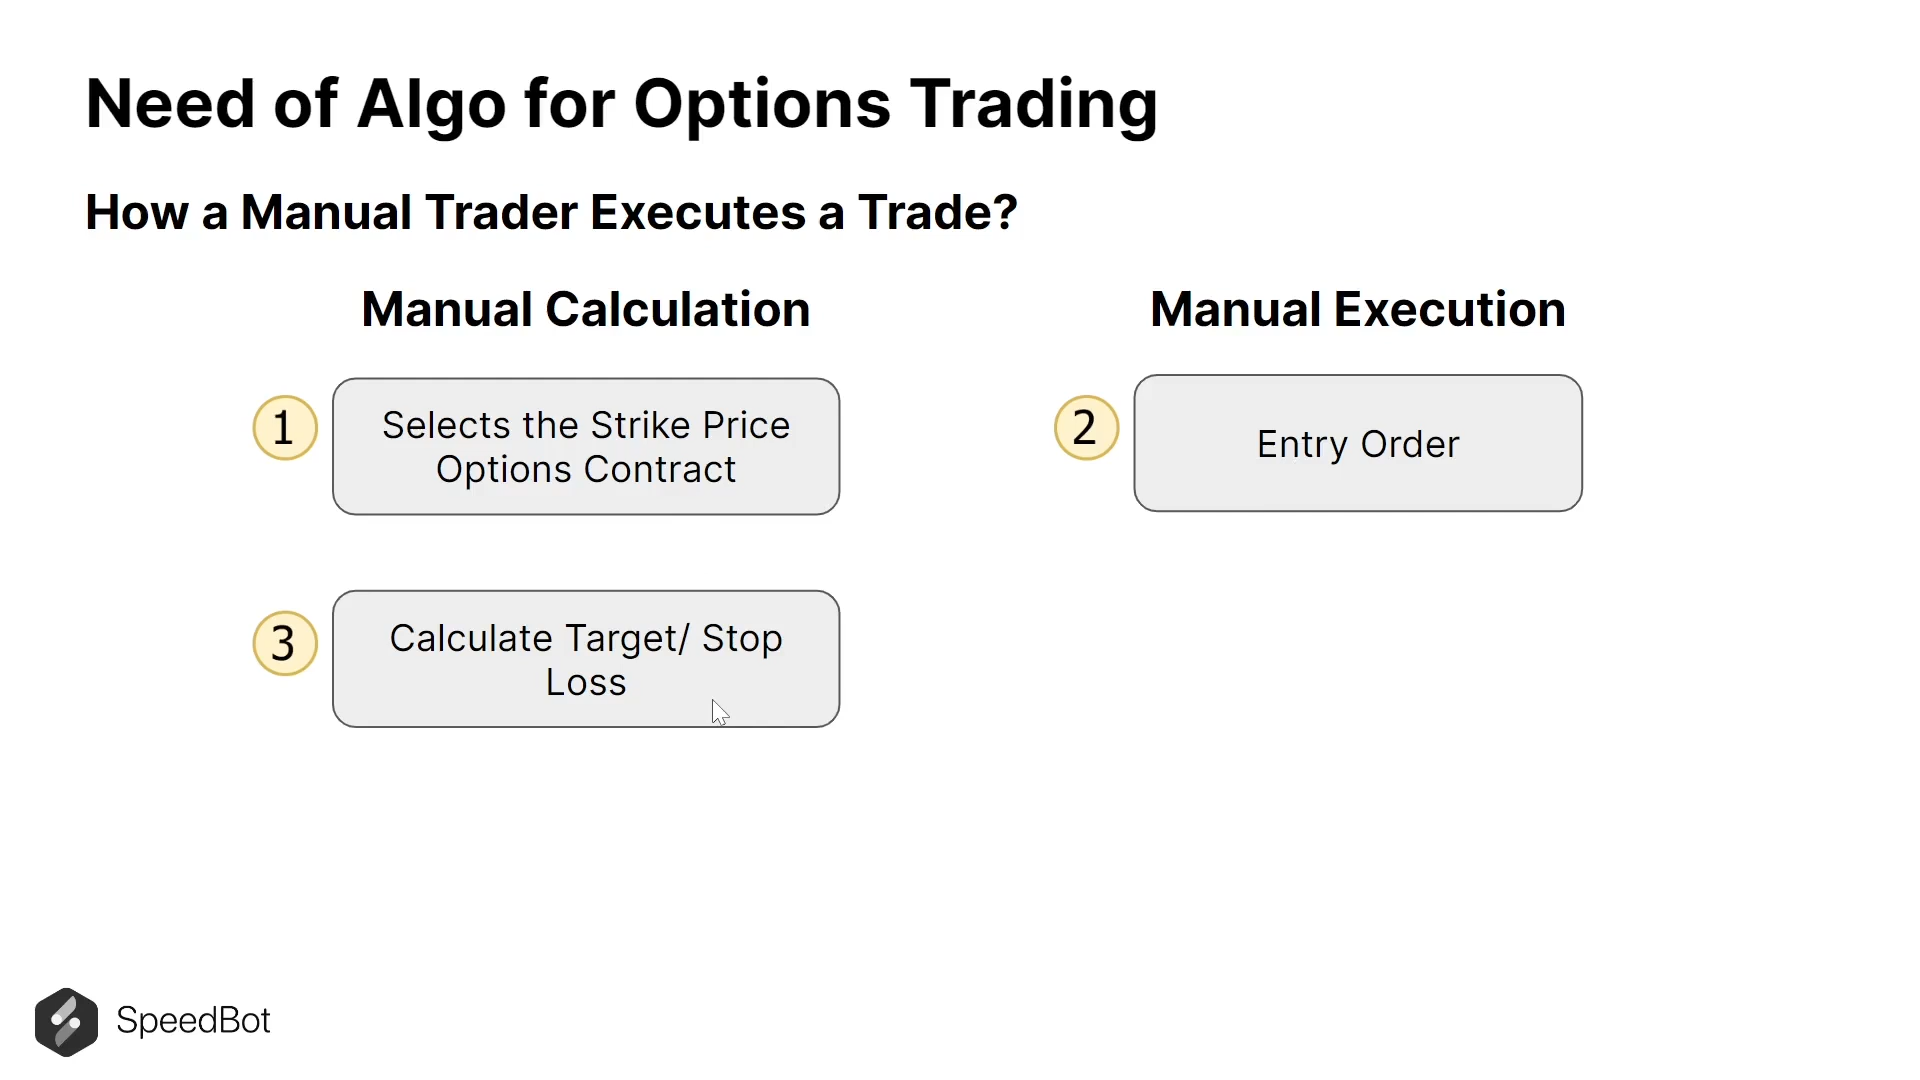 Need of Algo for Options Trading
How a Manual Trader Executes a Trade?
Manual Calculation
Manual Execution
1
Selects the Strike Price
Options Contract
2
Entry Order
3
Calculate Target/ Stop
Loss
SpeedBot